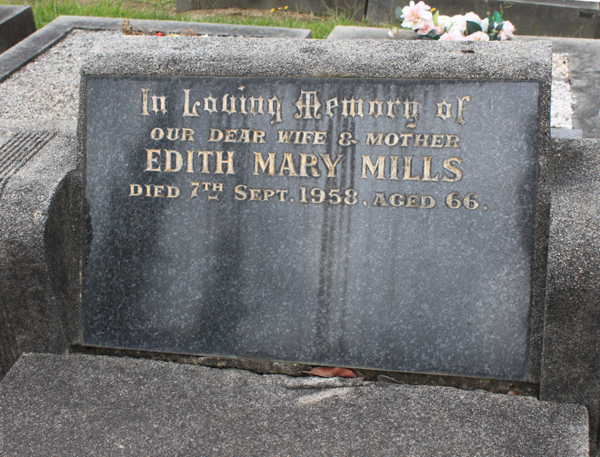 In Loving Memory of
OUR DEAR WIFE & MOTHER
EDITH MARY MILLS
DIED 7TH SEPT. 1958, AGED 66.